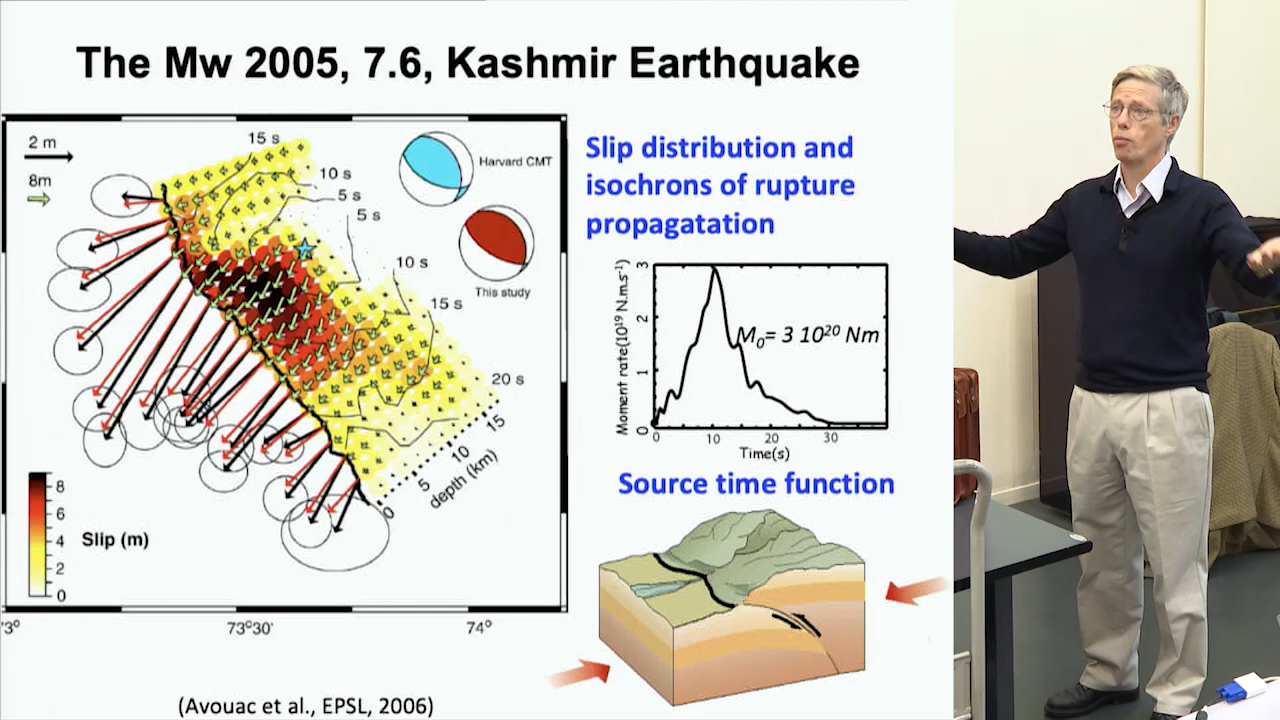 The Mw 2005, 7.6, Kashmir Earthquake
2 m
8m
15 s
10 s
5 s
5 s
10 s
15 s
20 s
Harvard CMT
This study
15
10
5
0
depth (km)
8
6
4
2
0
Slip (m)
'3°
73°30'
74°
(Avouac et al., EPSL, 2006)
Slip distribution and
isochrons of rupture
propagatation
Moment rate(10¹⁹ N.m.s⁻¹)
3
2
1
0
M₀= 3 10²⁰ Nm
0
10
20
30
Time(s)
Source time function